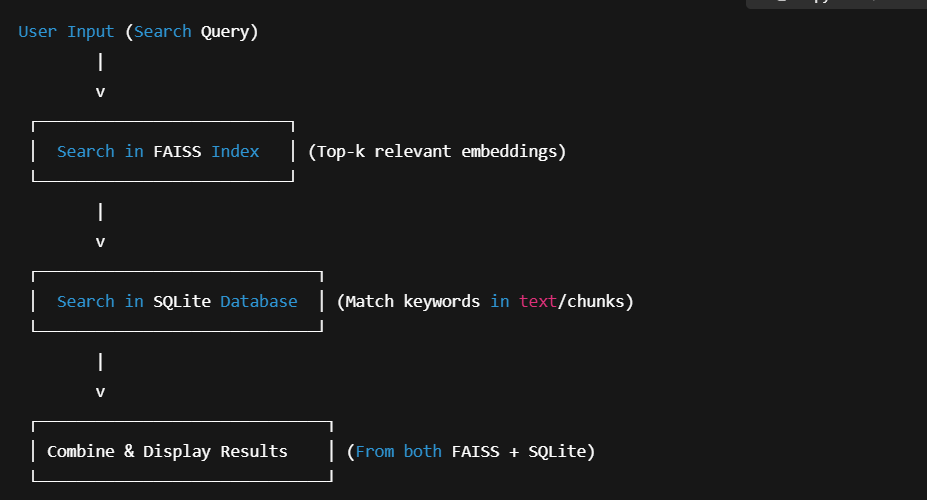 User Input (Search Query)
|
v
Search in FAISS Index (Top-k relevant embeddings)
|
v
Search in SQLite Database (Match keywords in text/chunks)
|
v
Combine & Display Results (From both FAISS + SQLite)